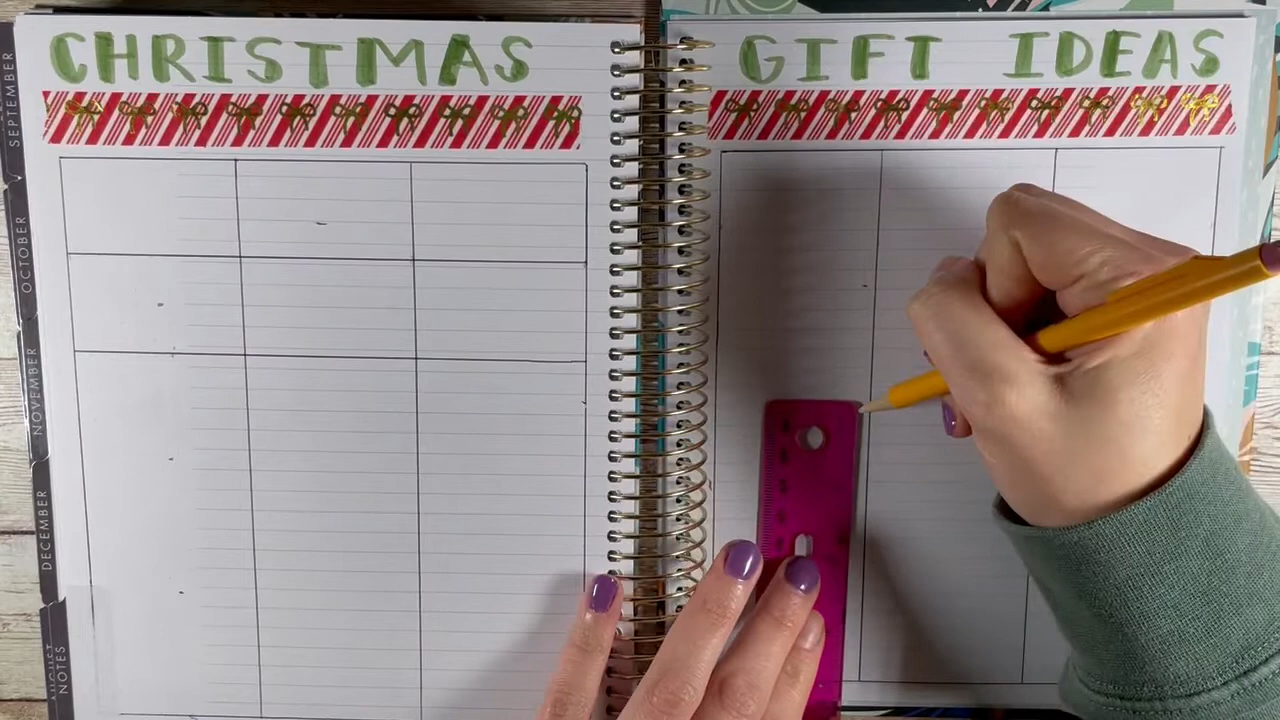 CHRISTMAS GIFT IDEAS
SEPTEMBER
OCTOBER
NOVEMBER
DECEMBER
NOTES